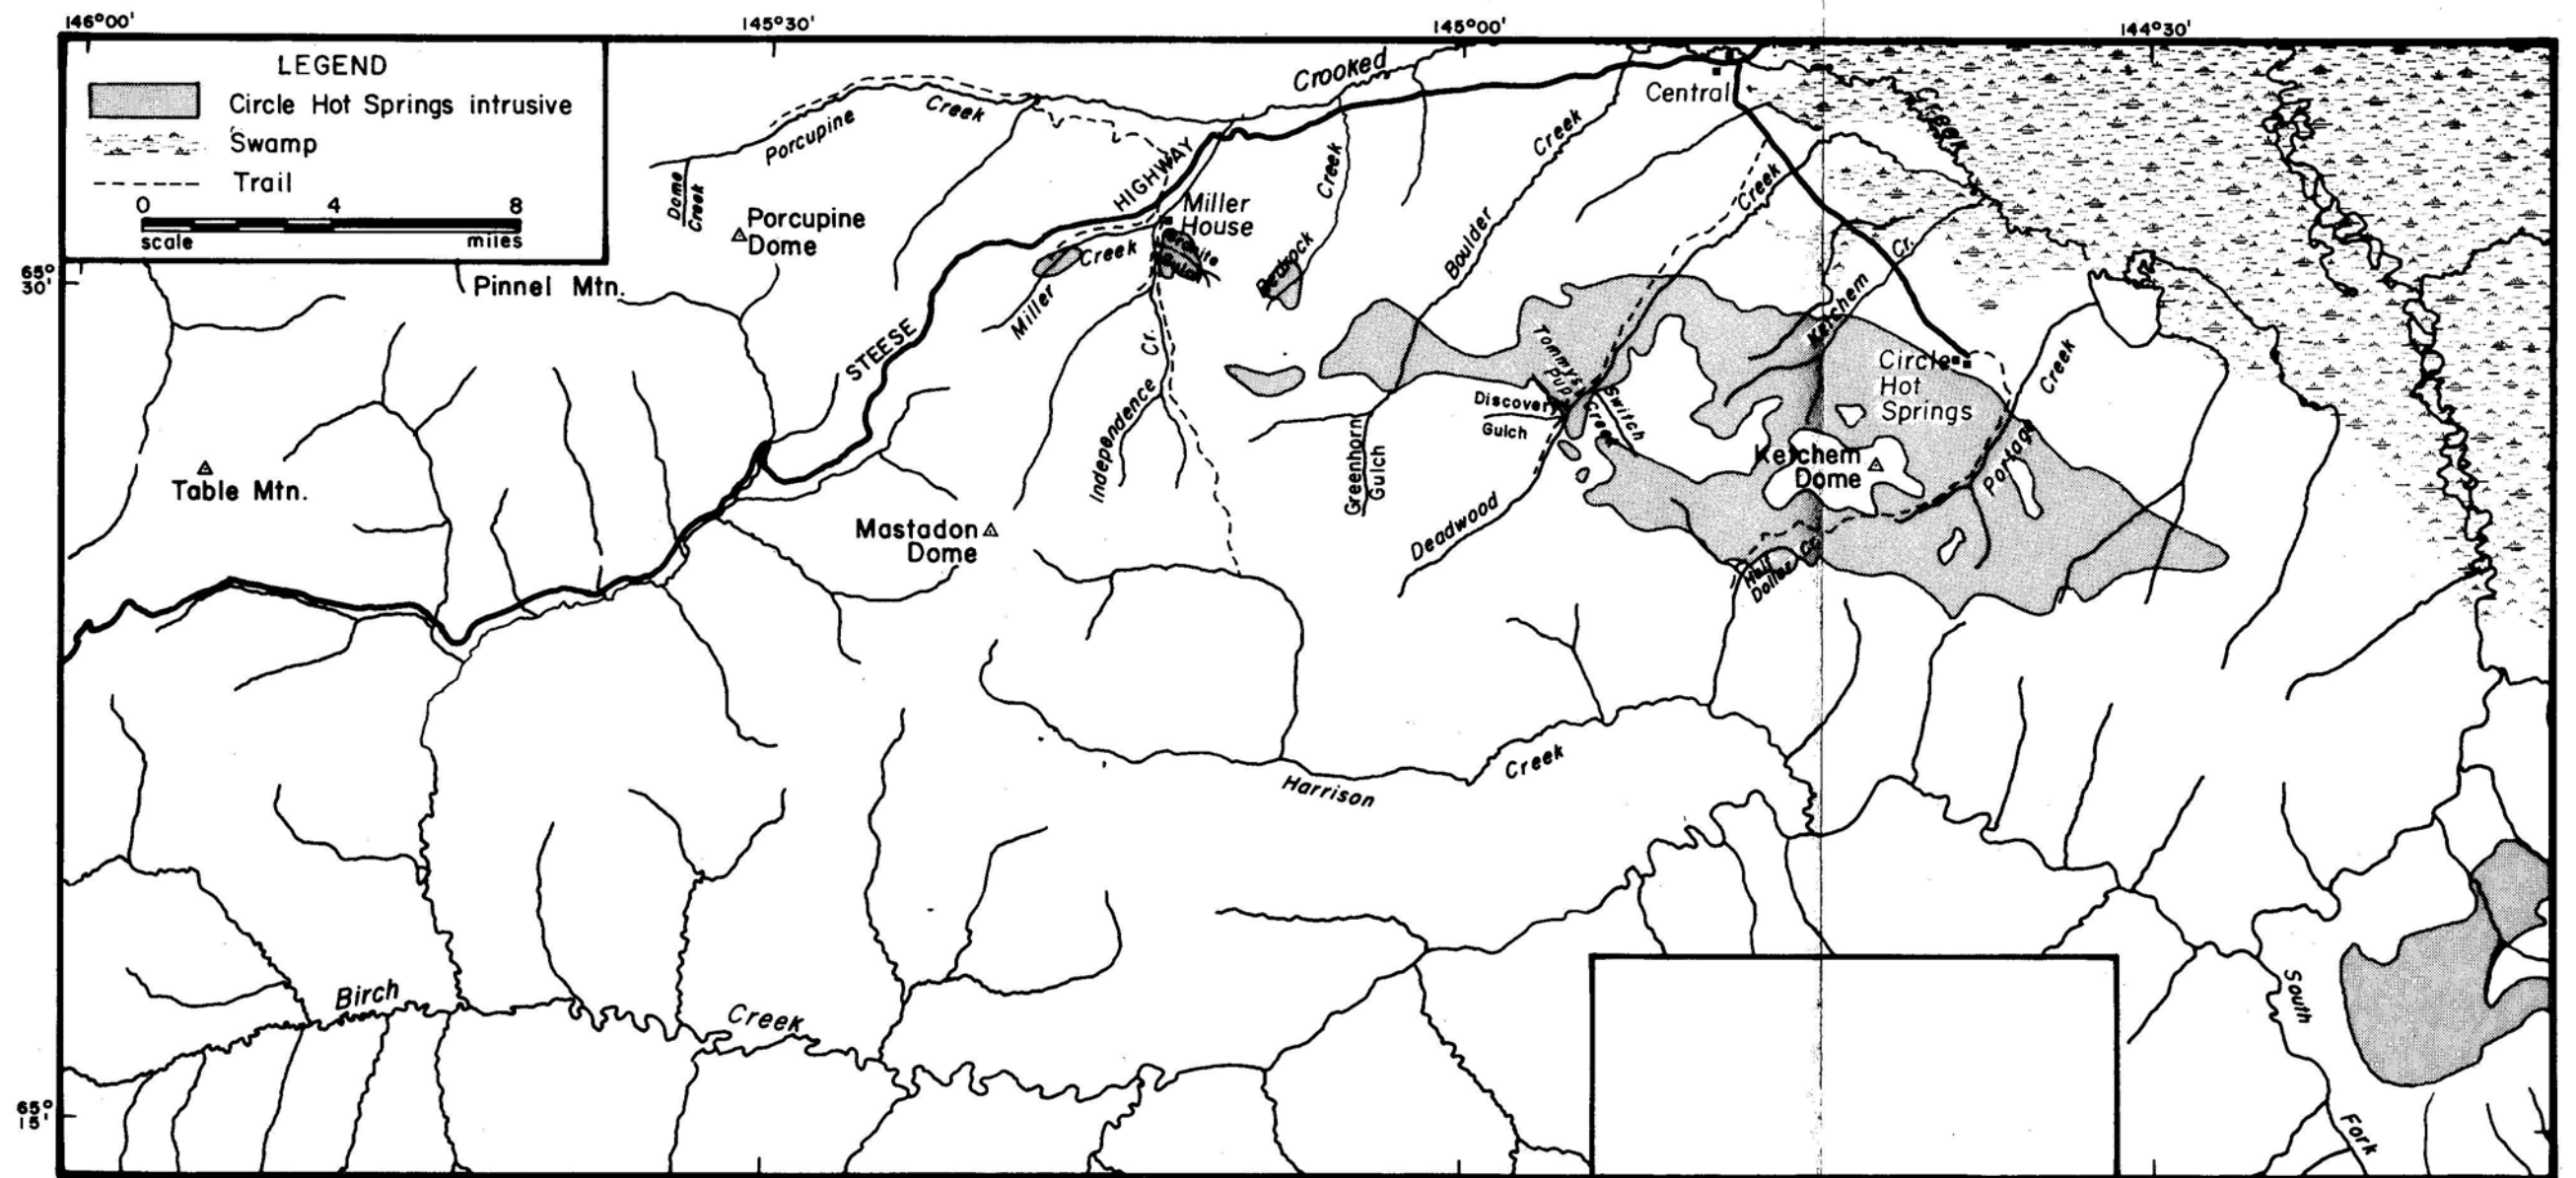 146°00'
145°30'
145°00'
144°30'
LEGEND
Circle Hot Springs intrusive
Swamp
Trail
0 4 8
scale miles
Crooked
Creek
Central
Porcupine
Creek
Dome
Creek
Porcupine
Dome
HIGHWAY
STEESE
Miller
House
Granite
Miller
Creek
Bedrock
Creek
Boulder
Creek
Creek
Ketchem
Cr.
65°
30'
Pinnel Mtn.
Circle
Hot
Springs
Portage
Creek
Tommys
Pup
Switch
Creek
Discovery
Gulch
Greenhorn
Gulch
Independence
Cr.
Deadwood
Ketchem
Dome
Half
Dollar
Cr.
Table Mtn.
Mastadon
Dome
Harrison
Creek
Birch
Creek
South
Fork
65°
15'